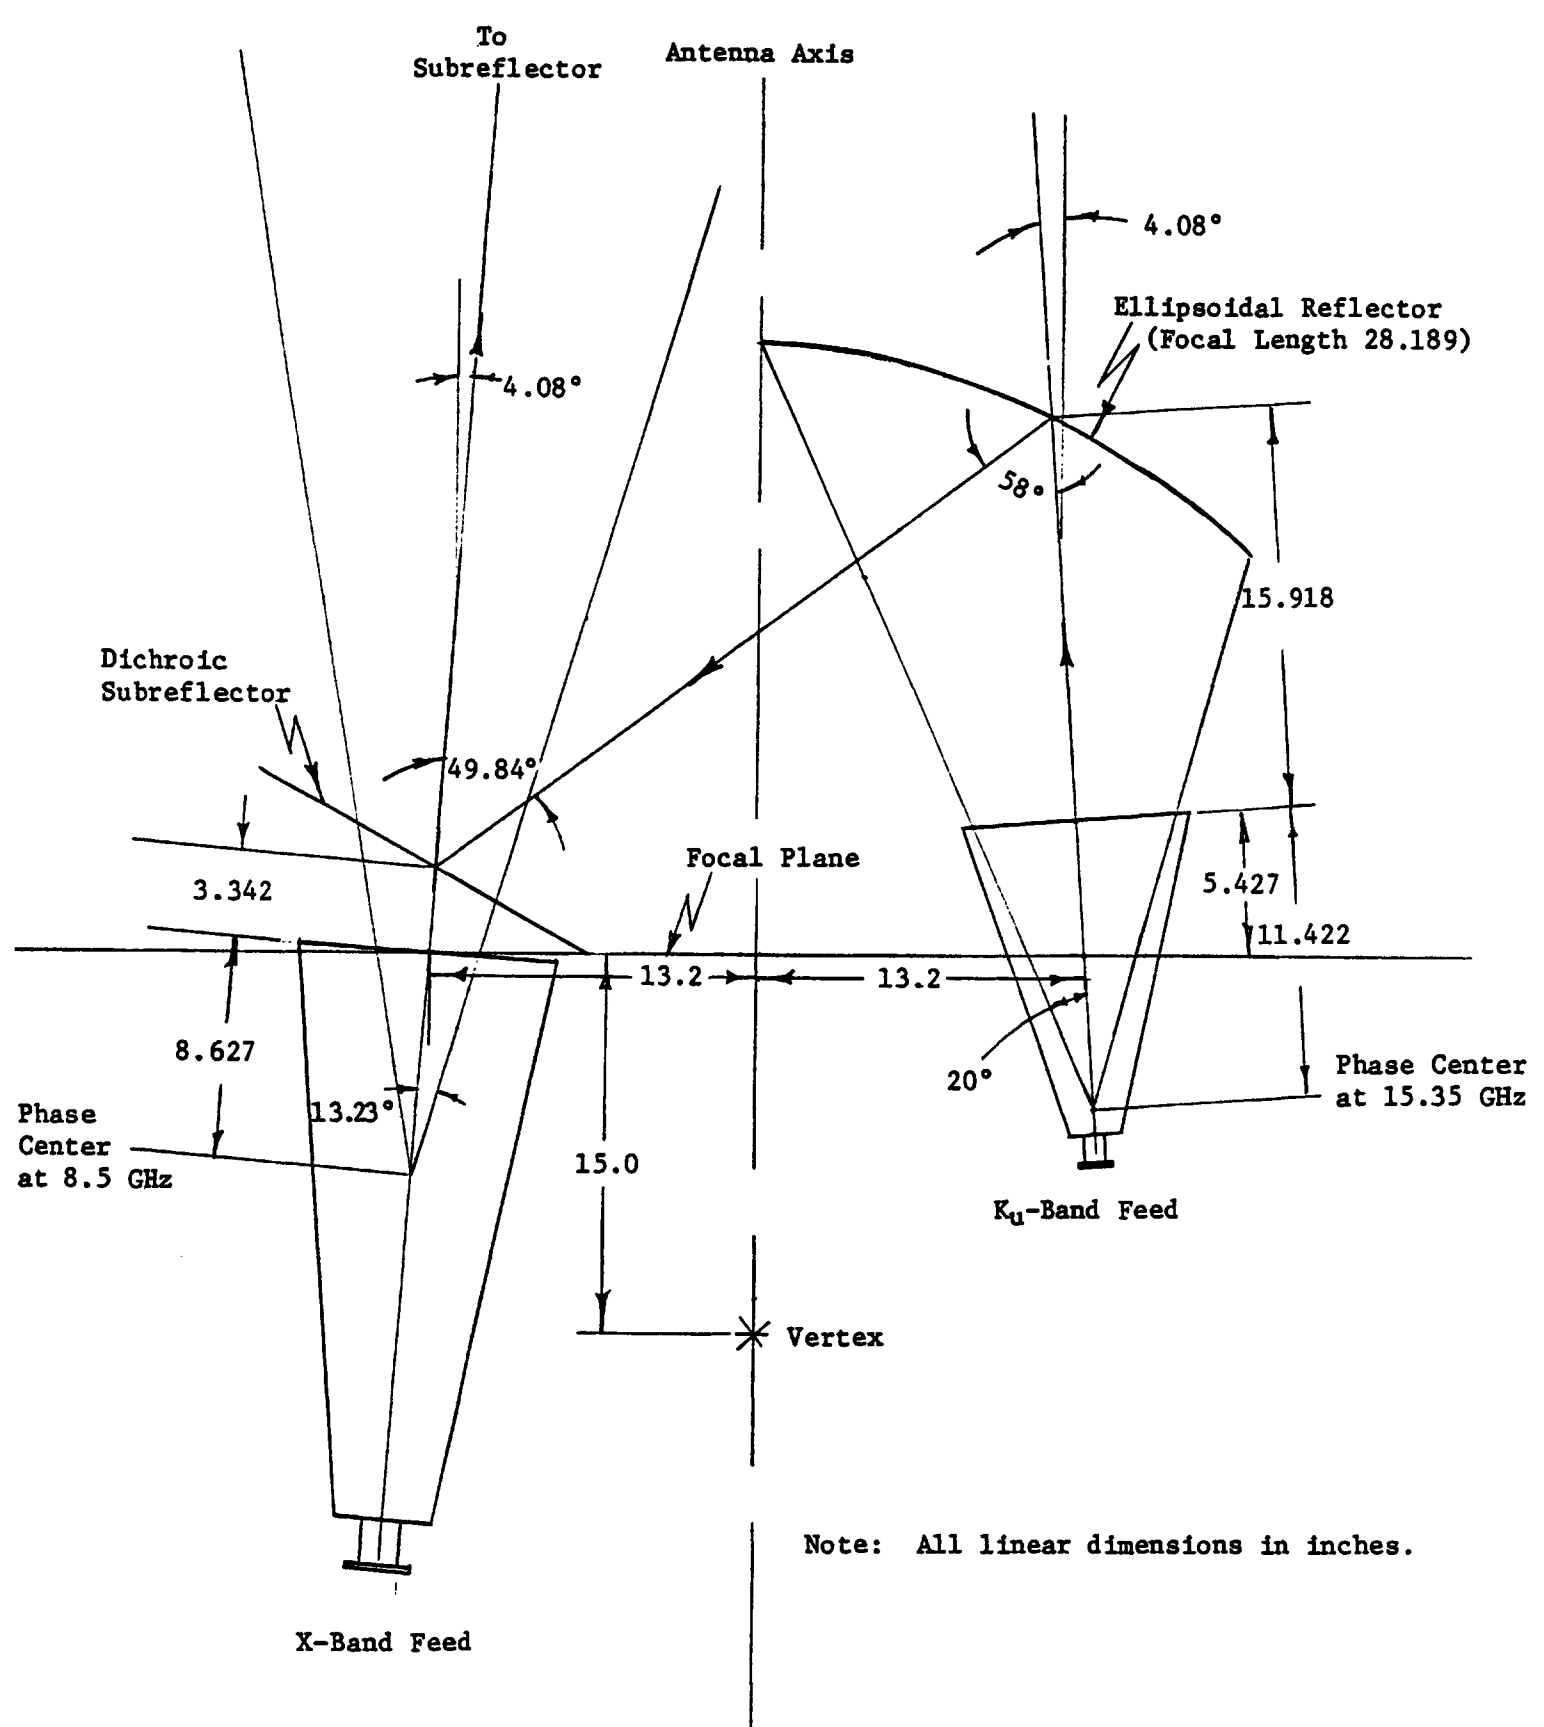 To
Subreflector
Antenna Axis
4.08°
Ellipsoidal Reflector
(Focal Length 28.189)
4.08°
58°
15.918
Dichroic
Subreflector
49.84°
Focal Plane
3.342
5.427
11.422
13.2
13.2
8.627
20°
Phase Center
at 15.35 GHz
13.23°
Phase
Center
at 8.5 GHz
15.0
Ku-Band Feed
Vertex
Note: All linear dimensions in inches.
X-Band Feed